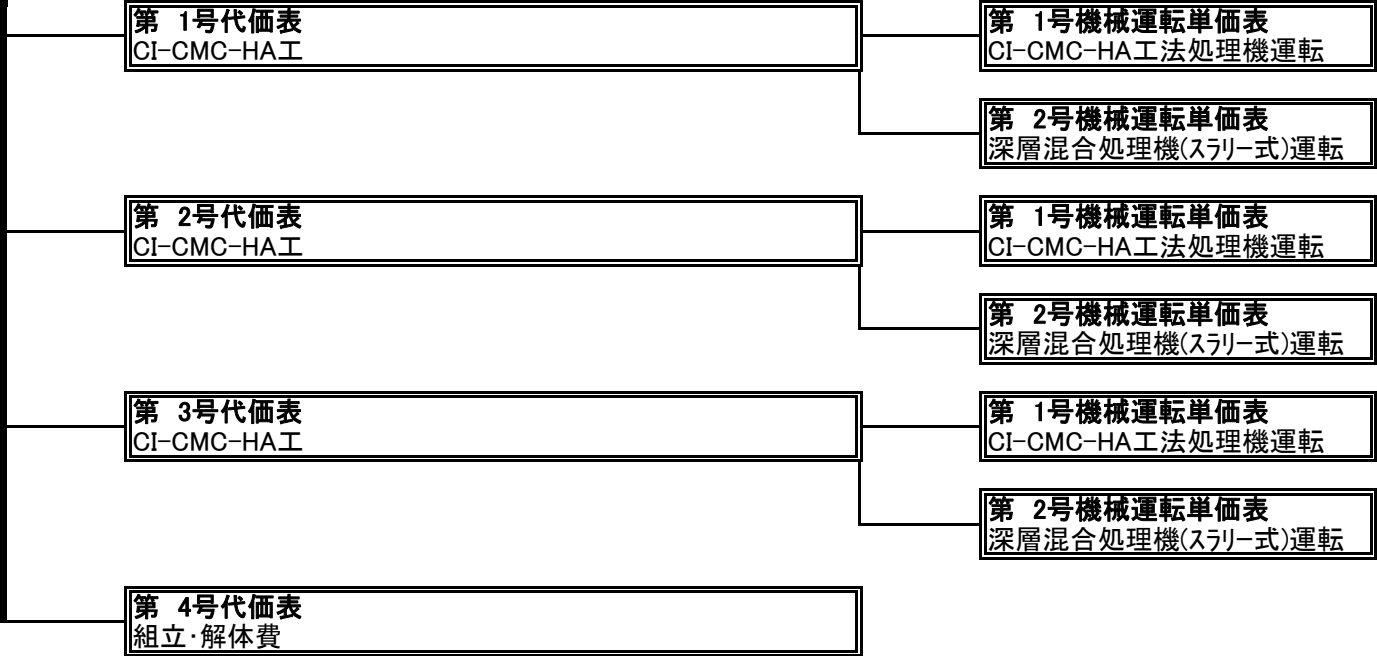 第 1号代価表
CI-CMC-HA工
第 1号機械運転単価表
CI-CMC-HA工法処理機運転
第 2号機械運転単価表
深層混合処理機(スラリー式)運転
第 2号代価表
CI-CMC-HA工
第 1号機械運転単価表
CI-CMC-HA工法処理機運転
第 2号機械運転単価表
深層混合処理機(スラリー式)運転
第 3号代価表
CI-CMC-HA工
第 1号機械運転単価表
CI-CMC-HA工法処理機運転
第 2号機械運転単価表
深層混合処理機(スラリー式)運転
第 4号代価表
組立・解体費